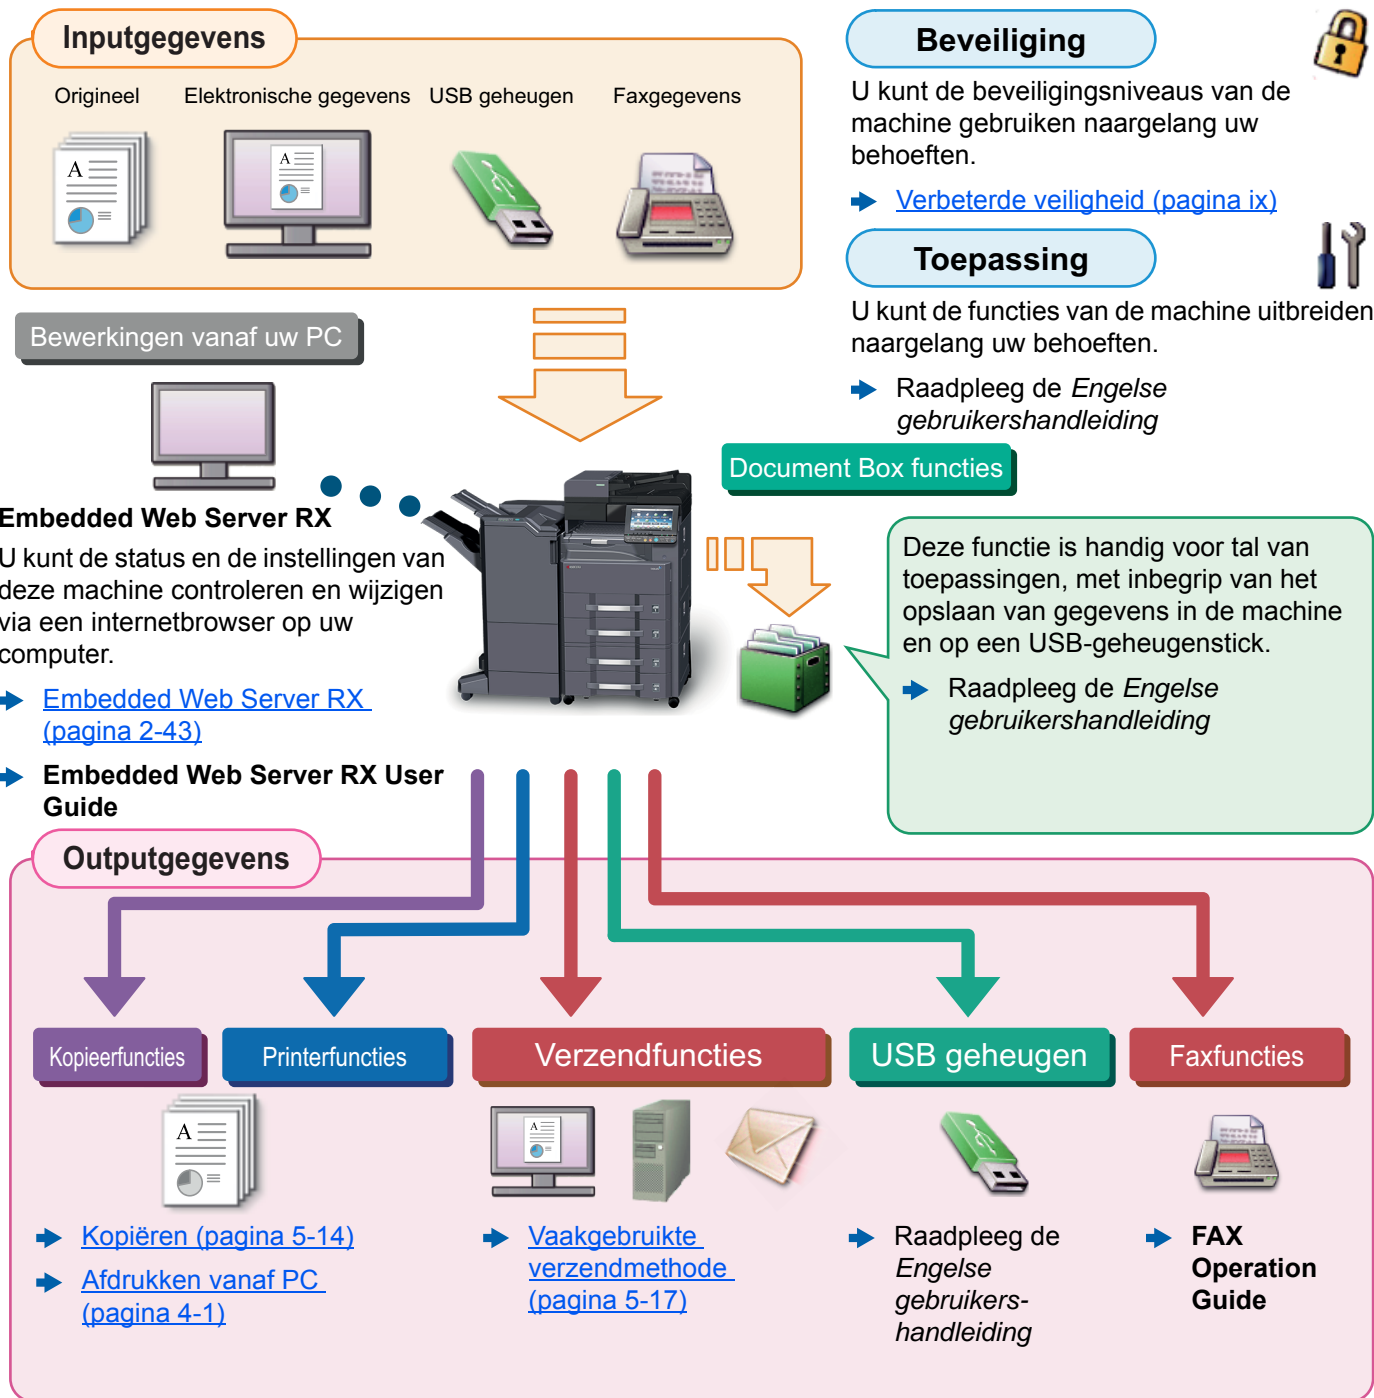 Inputgegevens
Origineel
Elektronische gegevens
USB geheugen
Faxgegevens
Beveiliging
U kunt de beveiligingsniveaus van de
machine gebruiken naargelang uw
behoeften.
Verbeterde veiligheid (pagina ix)
Toepassing
U kunt de functies van de machine uitbreiden
naargelang uw behoeften.
Raadpleeg de Engelse
gebruikershandleiding
Bewerkingen vanaf uw PC
Embedded Web Server RX
U kunt de status en de instellingen van
deze machine controleren en wijzigen
via een internetbrowser op uw
computer.
Embedded Web Server RX
(pagina 2-43)
Embedded Web Server RX User
Guide
Document Box functies
Deze functie is handig voor tal van
toepassingen, met inbegrip van het
opslaan van gegevens in de machine
en op een USB-geheugenstick.
Raadpleeg de Engelse
gebruikershandleiding
Outputgegevens
Kopieerfuncties
Printerfuncties
Verzendfuncties
USB geheugen
Faxfuncties
Kopiëren (pagina 5-14)
Afdrukken vanaf PC
(pagina 4-1)
Vaakgebruikte
verzendmethode
(pagina 5-17)
Raadpleeg de
Engelse
gebruikers-
handleiding
FAX
Operation
Guide